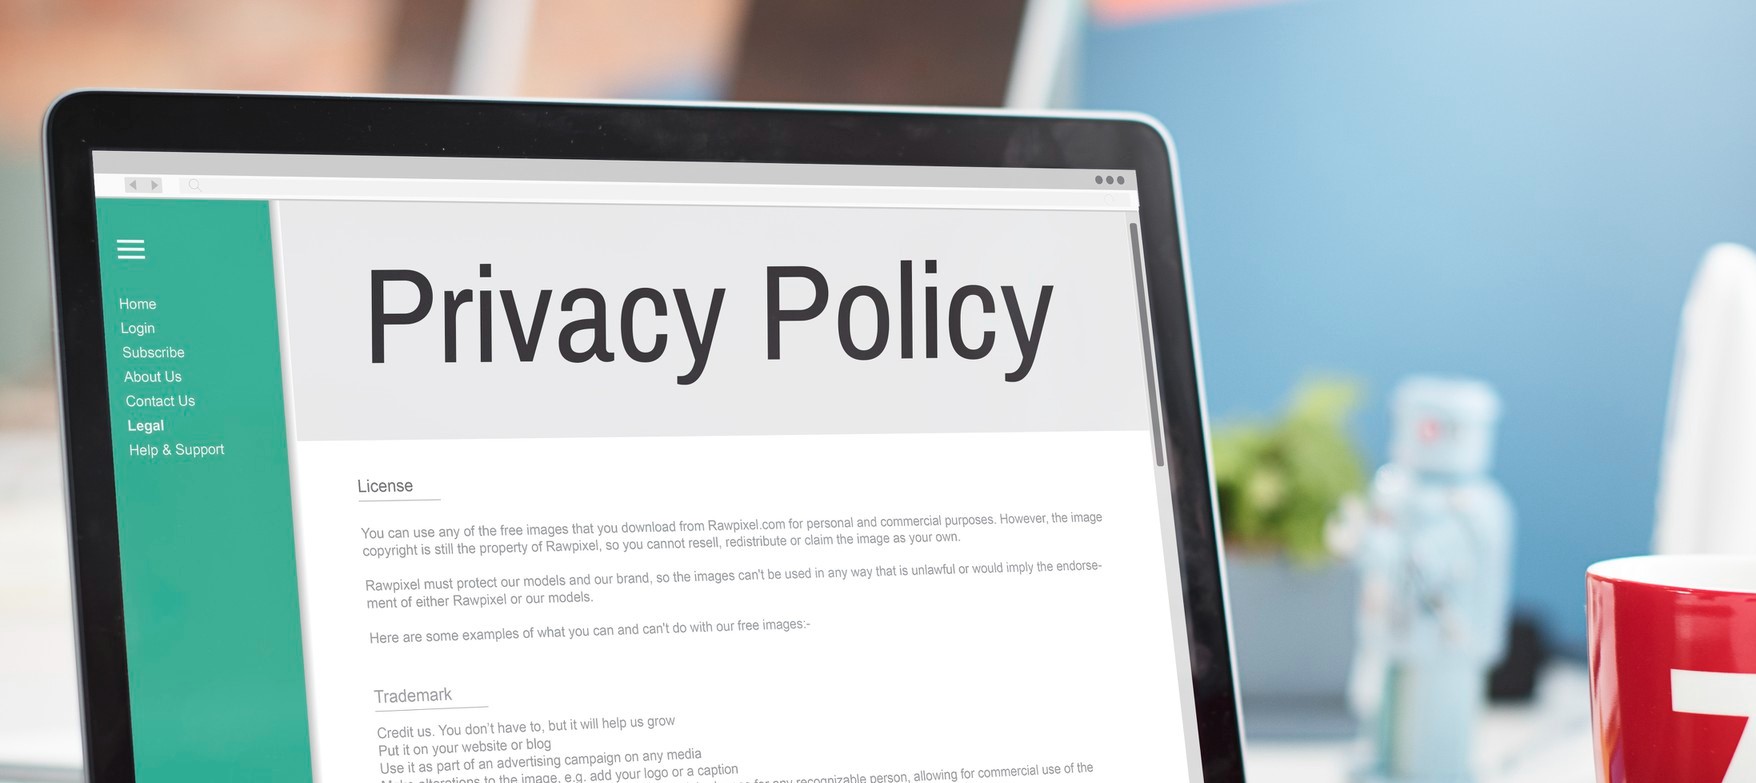 Privacy Policy
Home
Login
Subscribe
About Us
Contact Us
Legal
Help & Support
License
You can use any of the free images that you download from Rawpixel.com for personal and commercial purposes. However, the image
copyright is still the property of Rawpixel, so you cannot resell, redistribute or claim the image as your own.
Rawpixel must protect our models and our brand, so the images can't be used in any way that is unlawful or would imply the endorse-
ment of either Rawpixel or our models.
Here are some examples of what you can and can't do with our free images:-
Trademark
Credit us. You don't have to, but it will help us grow
Put it on your website or blog
Use it as part of an advertising campaign on any media
Make alterations to the image, e.g. add your logo or a caption
for any recognizable person, allowing for commercial use of the
7